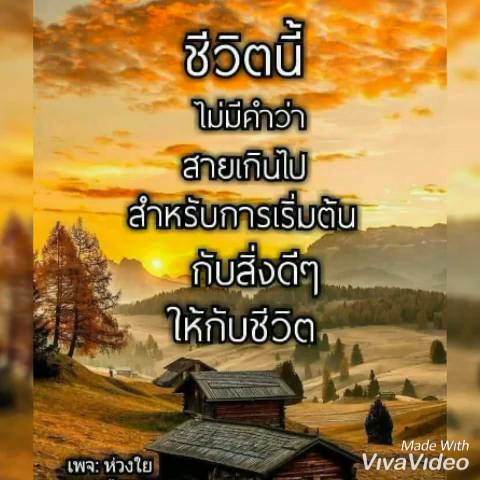 ชีวิตนี้
ไม่มีคำว่า
สายเกินไป
สำหรับการเริ่มต้น
กับสิ่งดีๆ
ให้กับชีวิต
เพจ: ห่วงใย
Made With
VivaVideo